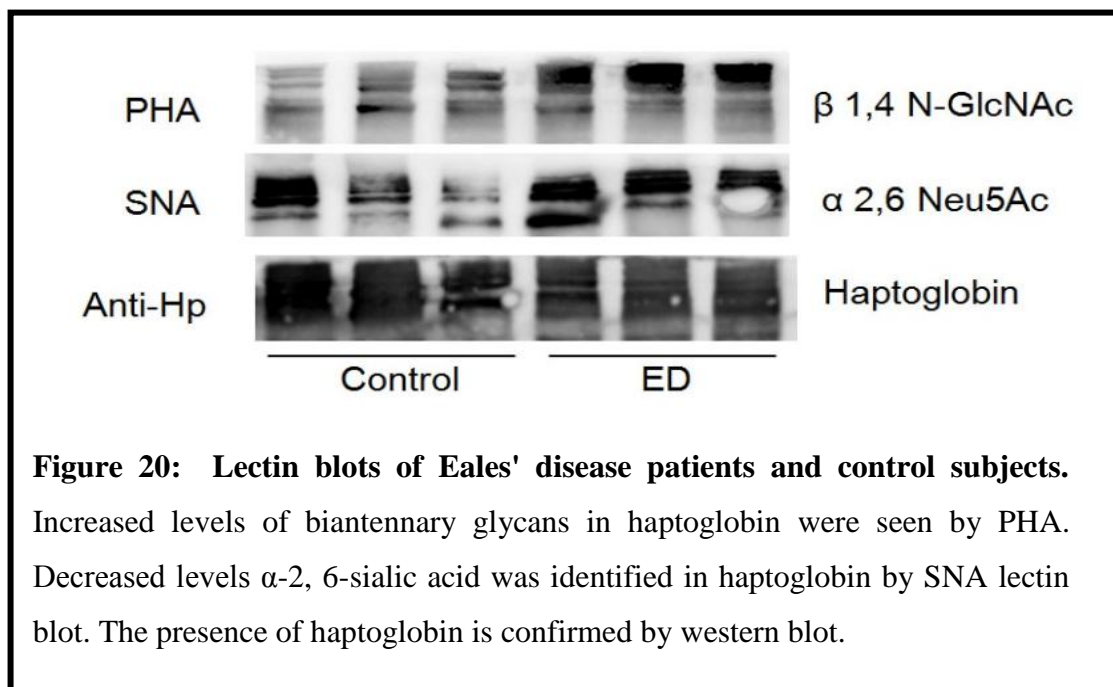 PHA β 1,4 N-GlcNAc
SNA α 2,6 Neu5Ac
Anti-Hp Haptoglobin
Control ED
Figure 20: Lectin blots of Eales' disease patients and control subjects.
Increased levels of biantennary glycans in haptoglobin were seen by PHA.
Decreased levels α-2, 6-sialic acid was identified in haptoglobin by SNA lectin
blot. The presence of haptoglobin is confirmed by western blot.